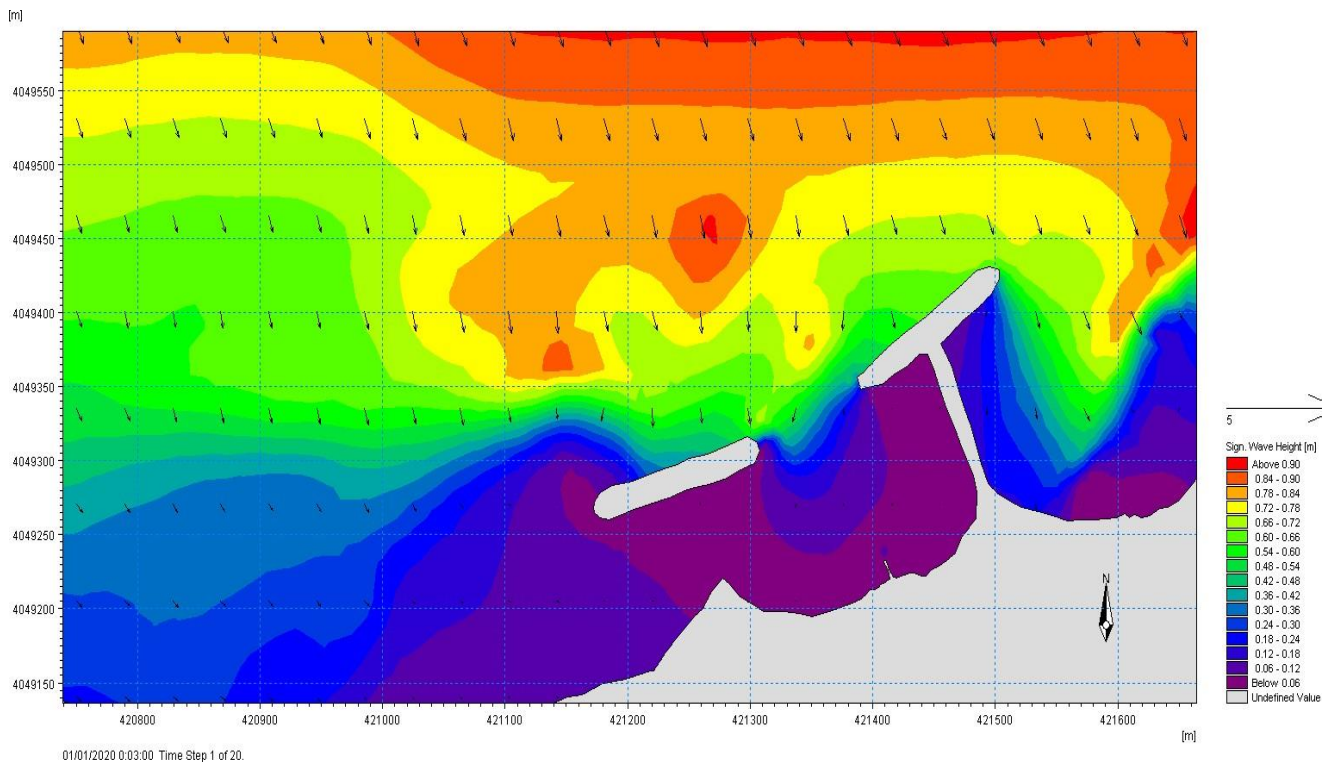 [m]
4049550
4049500
4049450
4049400
4049350
4049300
4049250
4049200
4049150
420800 420900 421000 421100 421200 421300 421400 421500 421600
[m]
N
5
Sign. Wave Height [m]
Above 0.90
0.84 - 0.90
0.78 - 0.84
0.72 - 0.78
0.66 - 0.72
0.60 - 0.66
0.54 - 0.60
0.48 - 0.54
0.42 - 0.48
0.36 - 0.42
0.30 - 0.36
0.24 - 0.30
0.18 - 0.24
0.12 - 0.18
0.06 - 0.12
Below 0.06
Undefined Value
01/01/2020 0:03:00 Time Step 1 of 20.